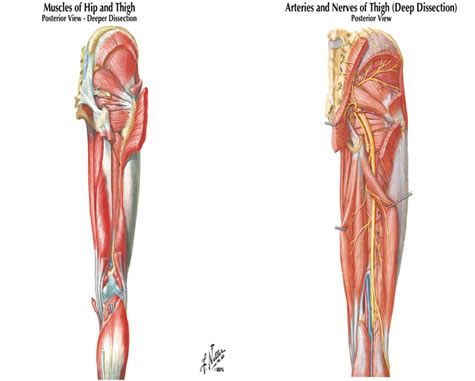 Muscles of Hip and Thigh
Posterior View - Deeper Dissection
Arteries and Nerves of Thigh (Deep Dissection)
Posterior View